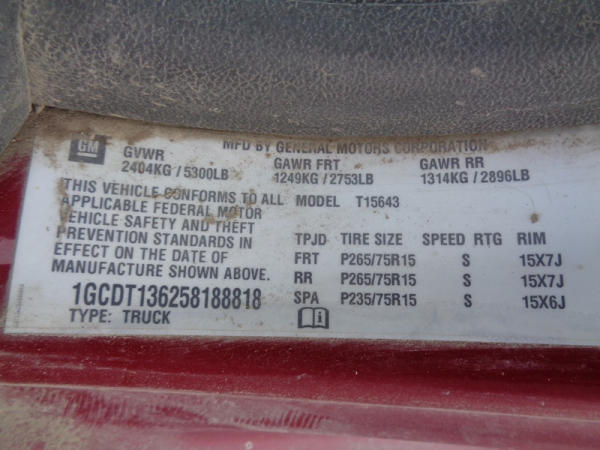 GM
MFD BY GENERAL MOTORS CORPORATION
GVWR GAWR FRT GAWR RR
2404KG / 5300LB 1249KG / 2753LB 1314KG / 2896LB
THIS VEHICLE CONFORMS TO ALL
APPLICABLE FEDERAL MOTOR
VEHICLE SAFETY AND THEFT
PREVENTION STANDARDS IN
EFFECT ON THE DATE OF
MANUFACTURE SHOWN ABOVE.
MODEL T15643
TPJD TIRE SIZE SPEED RTG RIM
FRT P265/75R15 S 15X7J
RR P265/75R15 S 15X7J
SPA P235/75R15 S 15X6J
1GCDT136258188818
TYPE: TRUCK